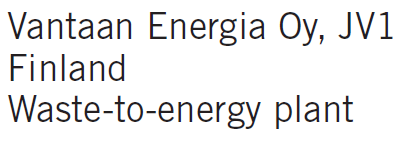 Vantaan Energia Oy, JV1
Finland
Waste-to-energy plant